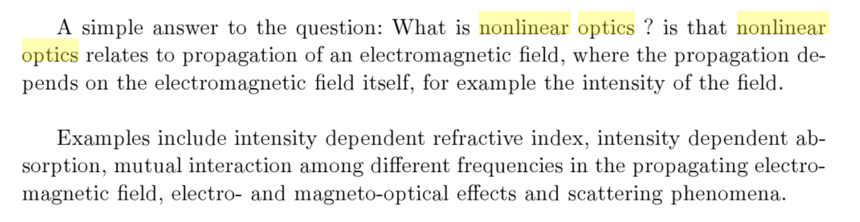 A simple answer to the question: What is nonlinear optics ? is that nonlinear
optics relates to propagation of an electromagnetic field, where the propagation de-
pends on the electromagnetic field itself, for example the intensity of the field.
Examples include intensity dependent refractive index, intensity dependent ab-
sorption, mutual interaction among different frequencies in the propagating electro-
magnetic field, electro- and magneto-optical effects and scattering phenomena.